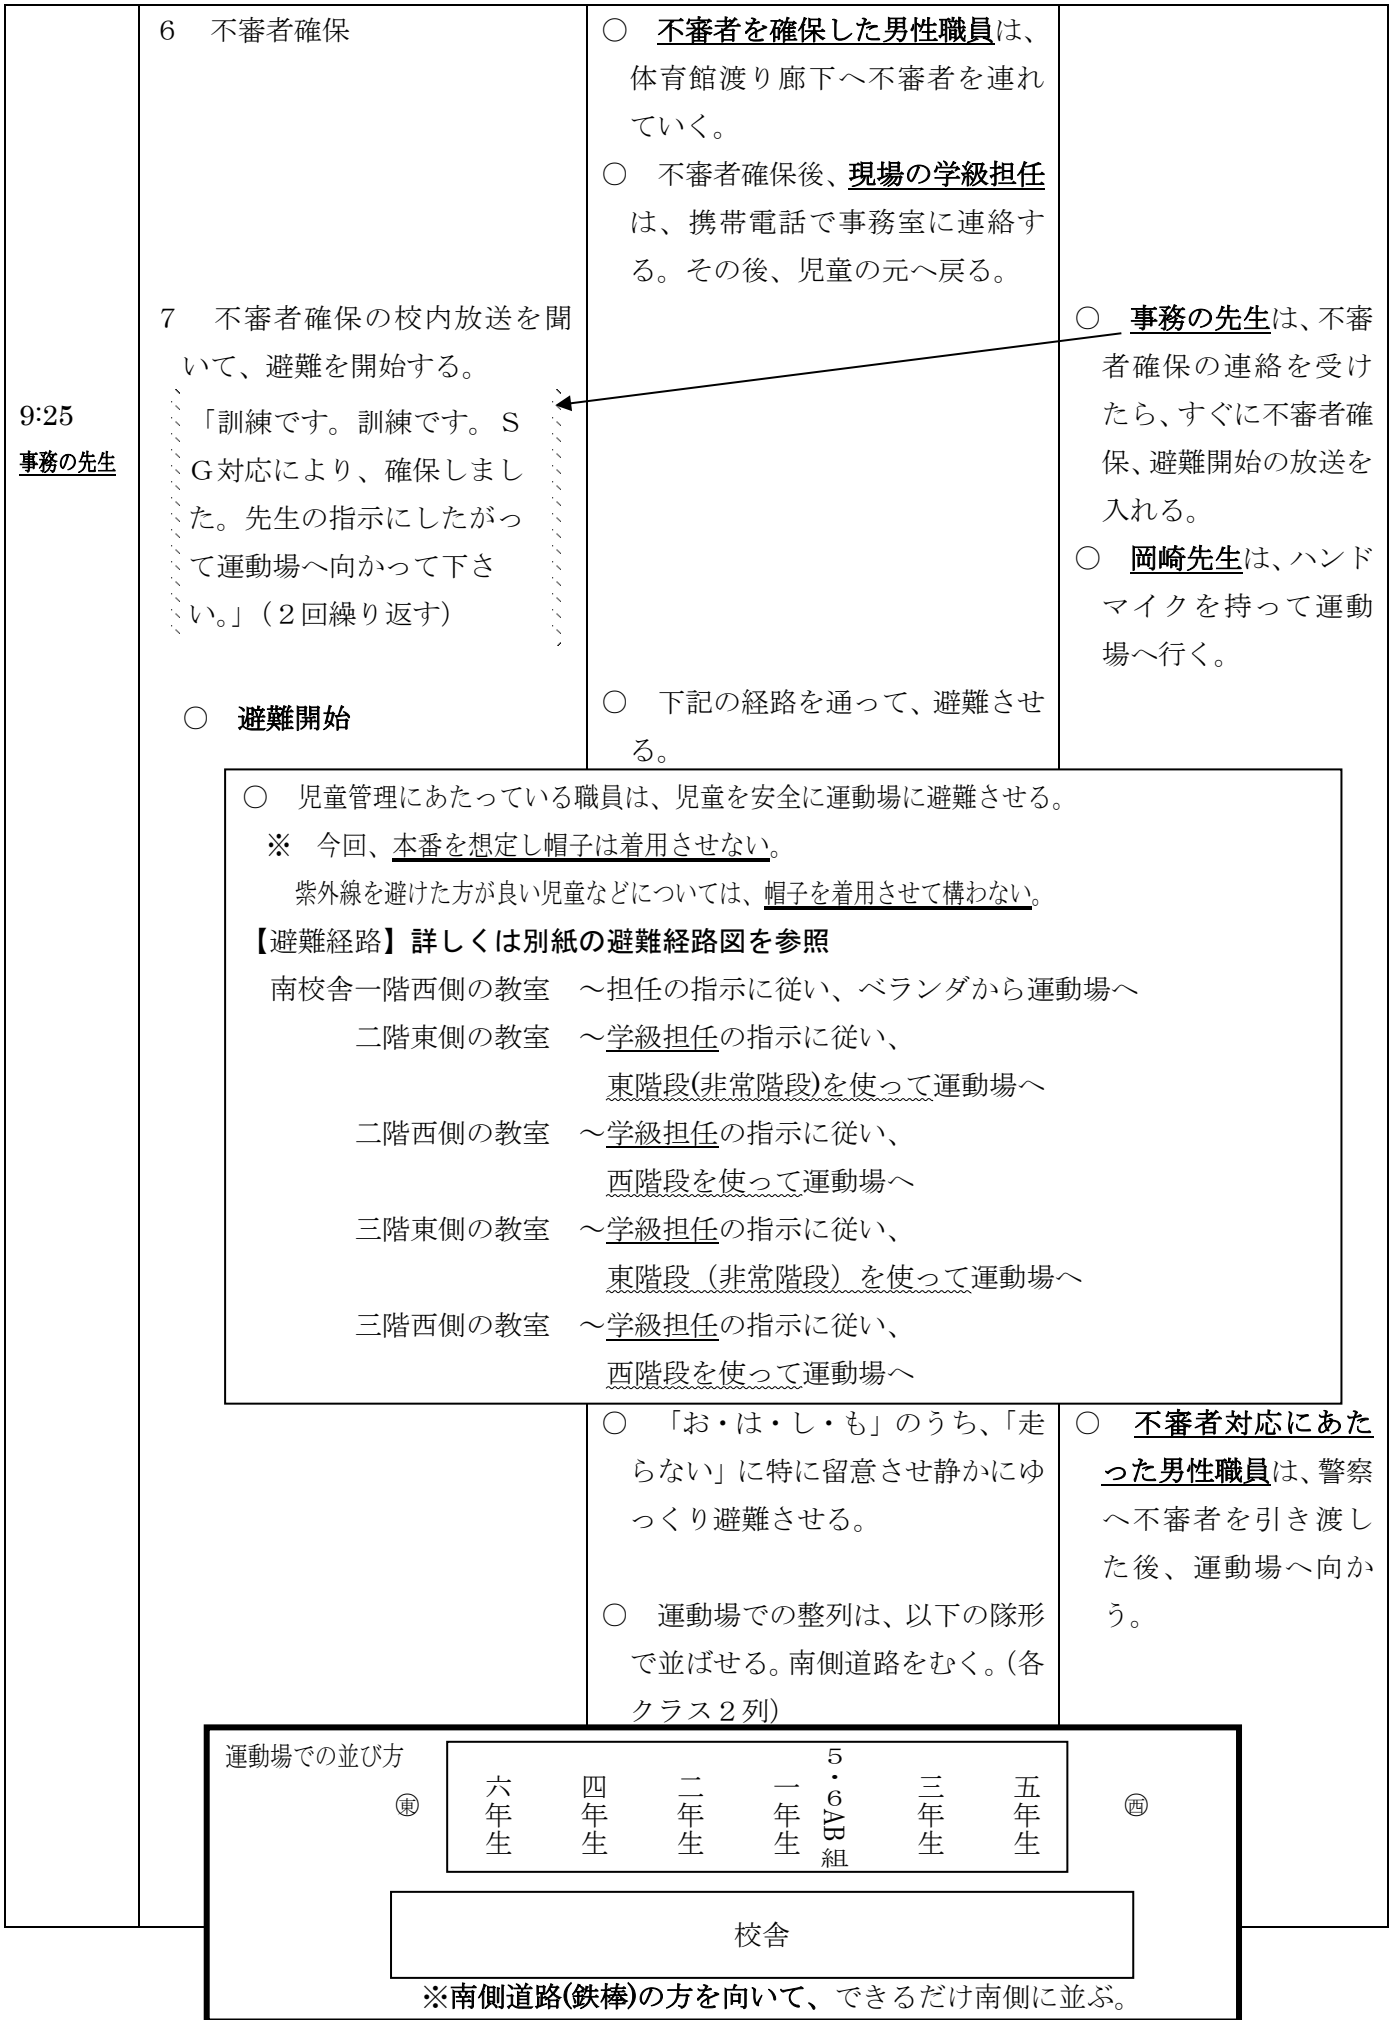 9:25
事務の先生
６　不審者確保
７　不審者確保の校内放送を聞
いて、避難を開始する。
「訓練です。訓練です。Ｓ
Ｇ対応により、確保しまし
た。先生の指示にしたがっ
て運動場へ向かって下さ
い。」（２回繰り返す）
○　避難開始
○　不審者を確保した男性職員は、
体育館渡り廊下へ不審者を連れ
ていく。
○　不審者確保後、現場の学級担任
は、携帯電話で事務室に連絡す
る。その後、児童の元へ戻る。
○　下記の経路を通って、避難させ
る。
○　事務の先生は、不審
者確保の連絡を受け
たら、すぐに不審者確
保、避難開始の放送を
入れる。
○　岡崎先生は、ハンド
マイクを持って運動
場へ行く。
○　児童管理にあたっている職員は、児童を安全に運動場に避難させる。
※　今回、本番を想定し帽子は着用させない。
紫外線を避けた方が良い児童などについては、帽子を着用させて構わない。
【避難経路】詳しくは別紙の避難経路図を参照
南校舎一階西側の教室　～担任の指示に従い、ベランダから運動場へ
二階東側の教室　～学級担任の指示に従い、
東階段(非常階段)を使って運動場へ
二階西側の教室　～学級担任の指示に従い、
西階段を使って運動場へ
三階東側の教室　～学級担任の指示に従い、
東階段（非常階段）を使って運動場へ
三階西側の教室　～学級担任の指示に従い、
西階段を使って運動場へ
○　「お・は・し・も」のうち、「走
らない」に特に留意させ静かにゆ
っくり避難させる。
○　運動場での整列は、以下の隊形
で並ばせる。南側道路をむく。（各
クラス２列）
○　不審者対応にあた
った男性職員は、警察
へ不審者を引き渡し
た後、運動場へ向か
う。
運動場での並び方
㊍東
六年生
四年生
二年生
一年生
５・６AB組
三年生
五年生
西
校舎
※南側道路(鉄棒)の方を向いて、できるだけ南側に並ぶ。